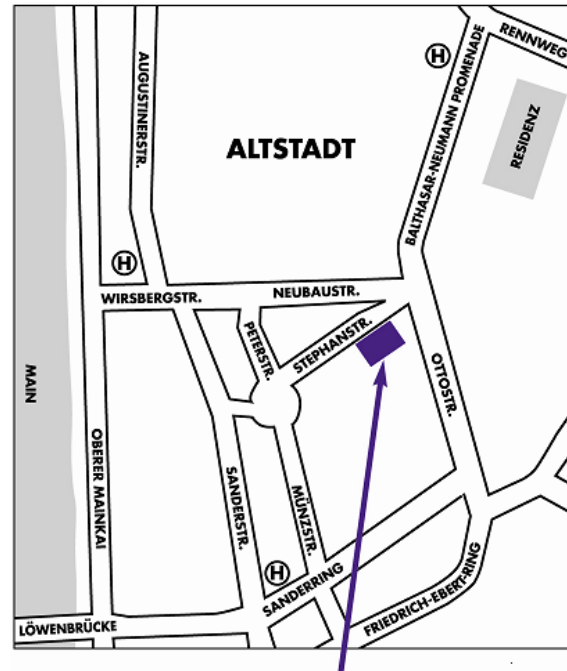 RENNWEG
H
BALTHASAR-NEUMANN PROMENADE
AUGUSTINERSTR.
ALTSTADT
RESIDENZ
H
WIRSBERGSTR.
NEUBAUSTR.
PETERSTR.
STEPHANSTR.
MAIN
OTTOSTR.
OBERER MAINKAI
SANDERSTR.
MÜNZSTR.
H
SANDERRING
FRIEDRICH-EBERT-RING
LÖWENBRÜCKE